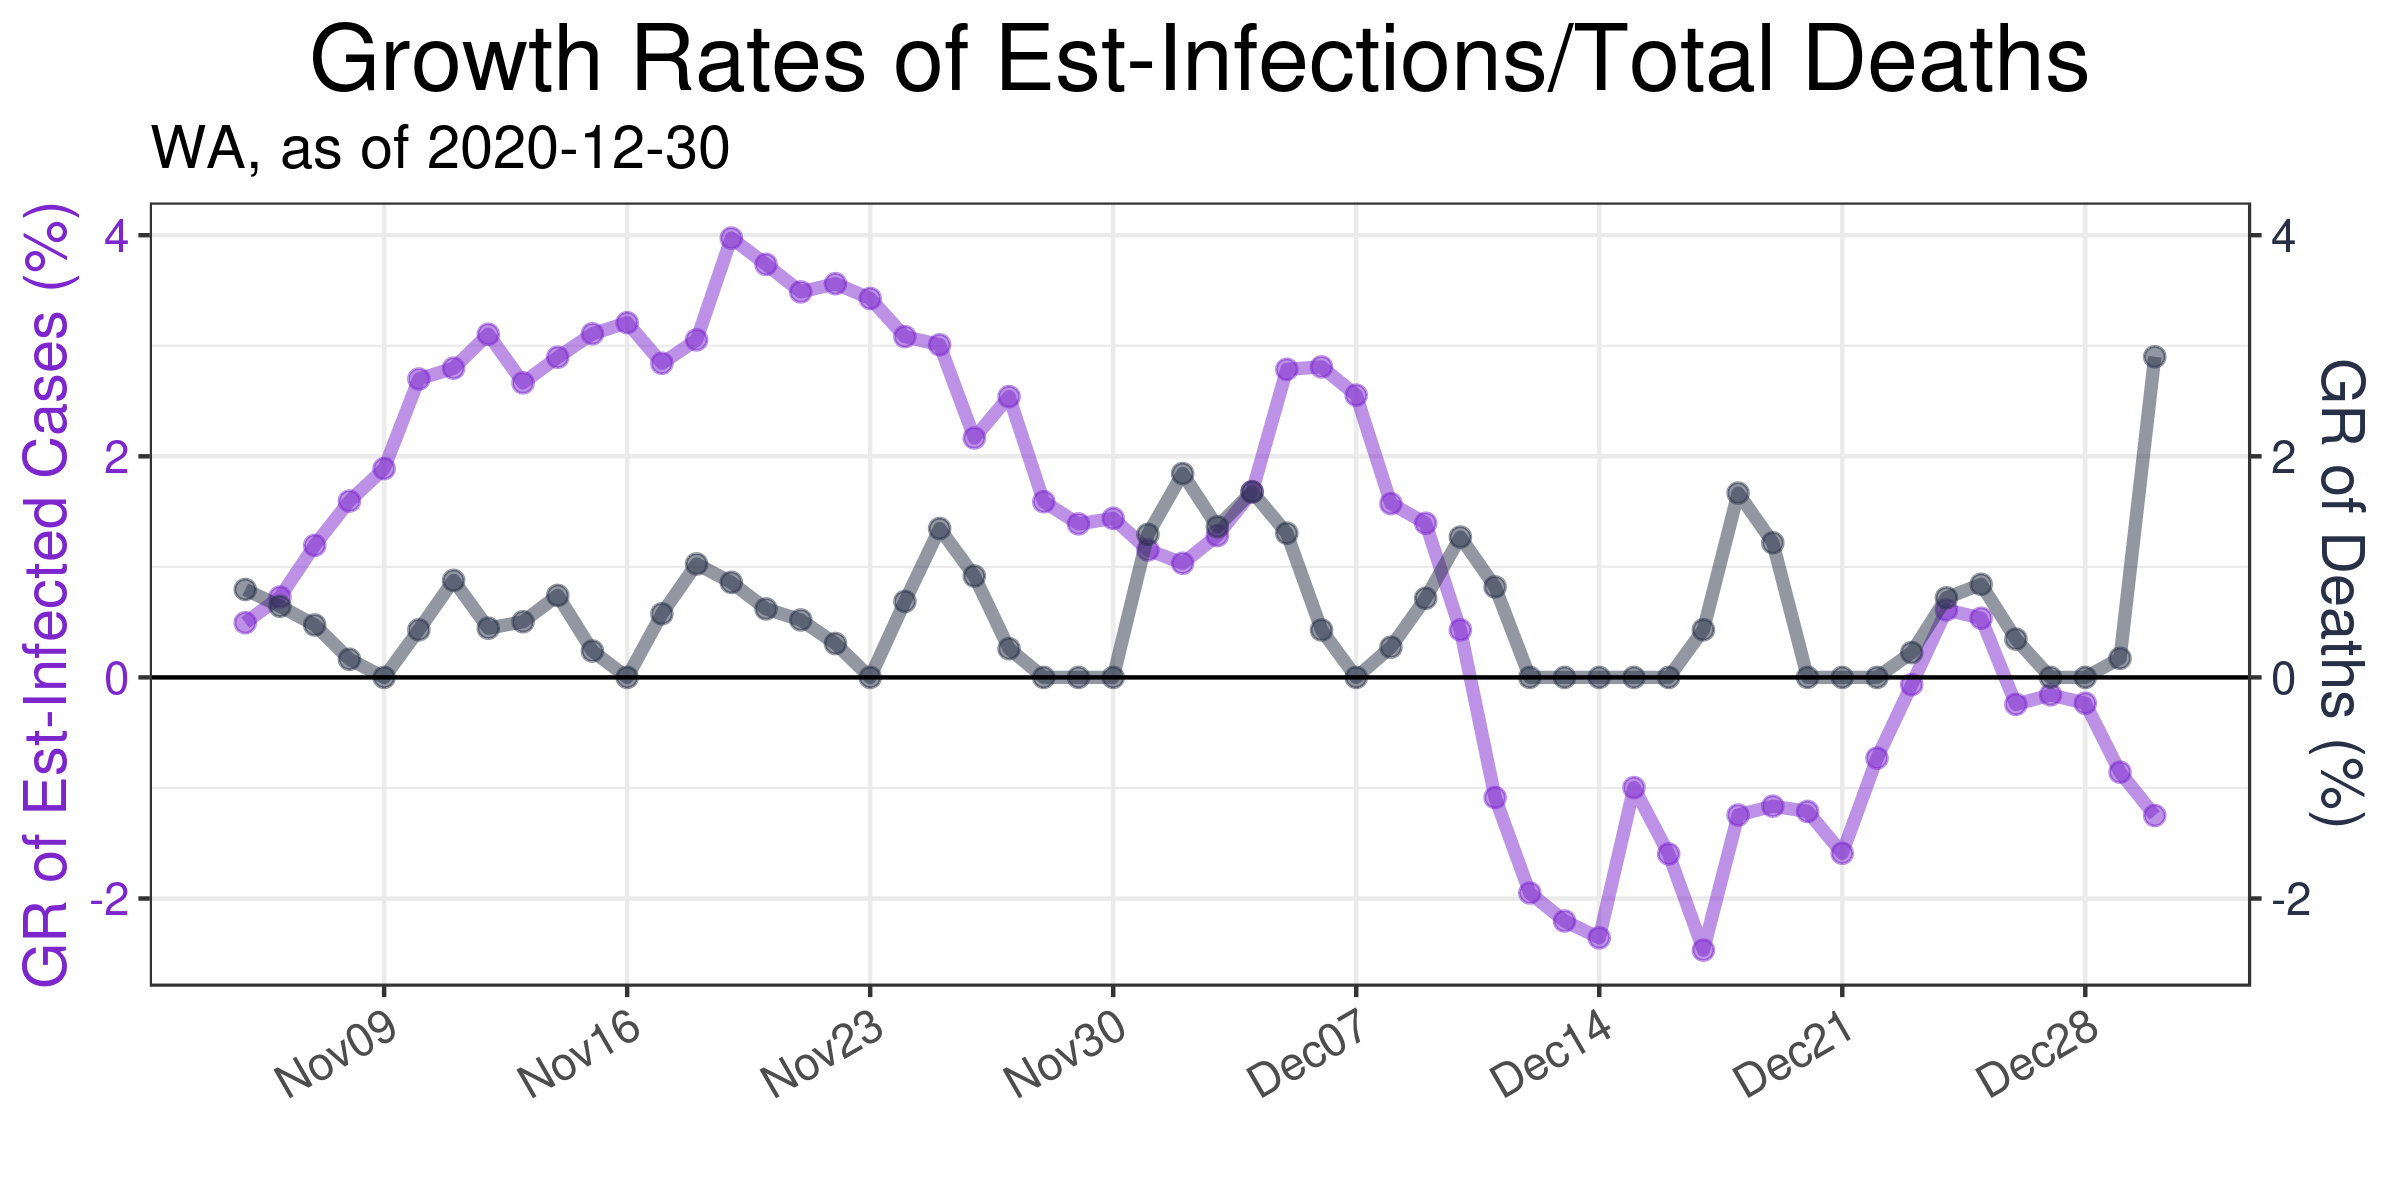 Growth Rates of Est-Infections/Total Deaths
WA, as of 2020-12-30
GR of Est-Infected Cases (%)
4
2
0
-2
4
2
0
-2
GR of Deaths (%)
Nov09
Nov16
Nov23
Nov30
Dec07
Dec14
Dec21
Dec28